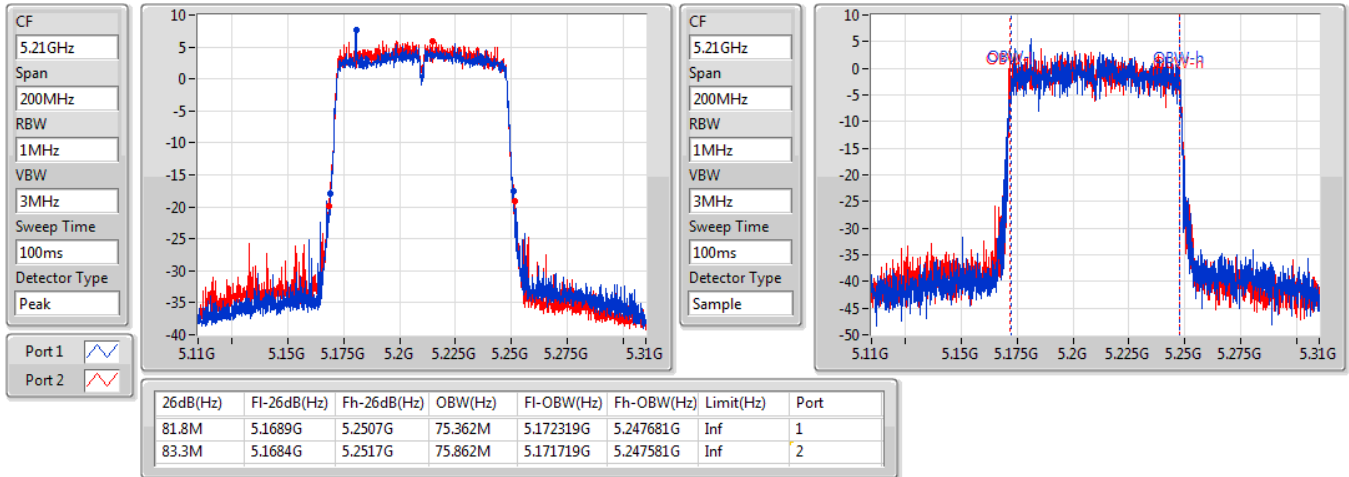 CF
5.21GHz
Span
200MHz
RBW
1MHz
VBW
3MHz
Sweep Time
100ms
Detector Type
Peak
Port 1
Port 2
10
5
0
-5
-10
-15
-20
-25
-30
-35
-40
5.11G 5.15G 5.175G 5.2G 5.225G 5.25G 5.275G 5.31G
CF
5.21GHz
Span
200MHz
RBW
1MHz
VBW
3MHz
Sweep Time
100ms
Detector Type
Sample
10
5
0
-5
-10
-15
-20
-25
-30
-35
-40
-45
-50
OBW-h
5.11G 5.15G 5.175G 5.2G 5.225G 5.25G 5.31G
26dB(Hz) Fl-26dB(Hz) Fh-26dB(Hz) OBW(Hz) Fl-OBW(Hz) Fh-OBW(Hz) Limit(Hz) Port
81.8M 5.1689G 5.2507G 75.362M 5.172319G 5.247681G Inf 1
83.3M 5.1684G 5.2517G 75.862M 5.171719G 5.247581G Inf 2